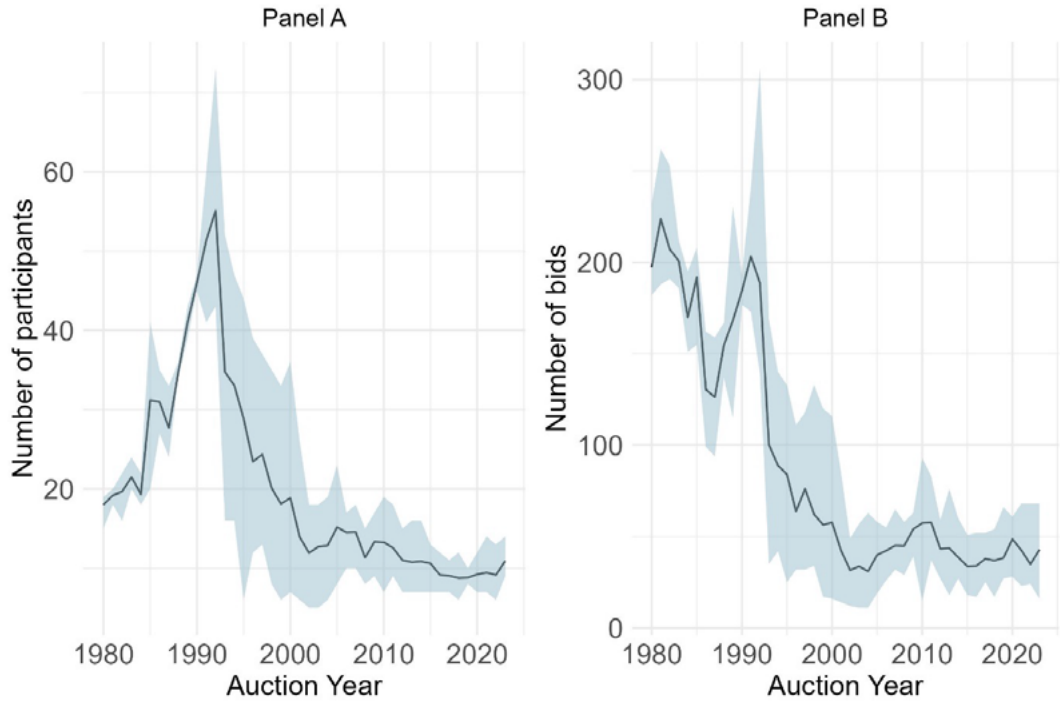 Panel A
Number of participants
60
40
20
1980 1990 2000 2010 2020
Auction Year
Panel B
Number of bids
300
200
100
0
1980 1990 2000 2010 2020
Auction Year